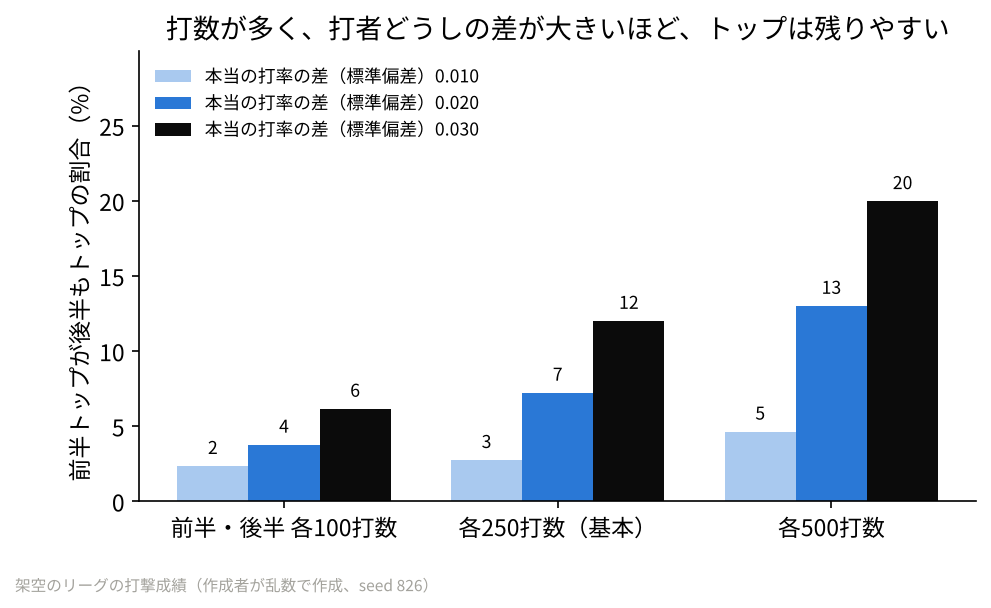 打数が多く、打者どうしの差が大きいほど、トップは残りやすい
本当の打率の差（標準偏差）0.010
本当の打率の差（標準偏差）0.020
本当の打率の差（標準偏差）0.030
前半トップが後半もトップの割合（%）
25
20
15
10
5
0
2
4
6
3
7
12
5
13
20
前半・後半 各100打数
各250打数（基本）
各500打数
架空のリーグの打撃成績（作成者が乱数で作成、seed 826）